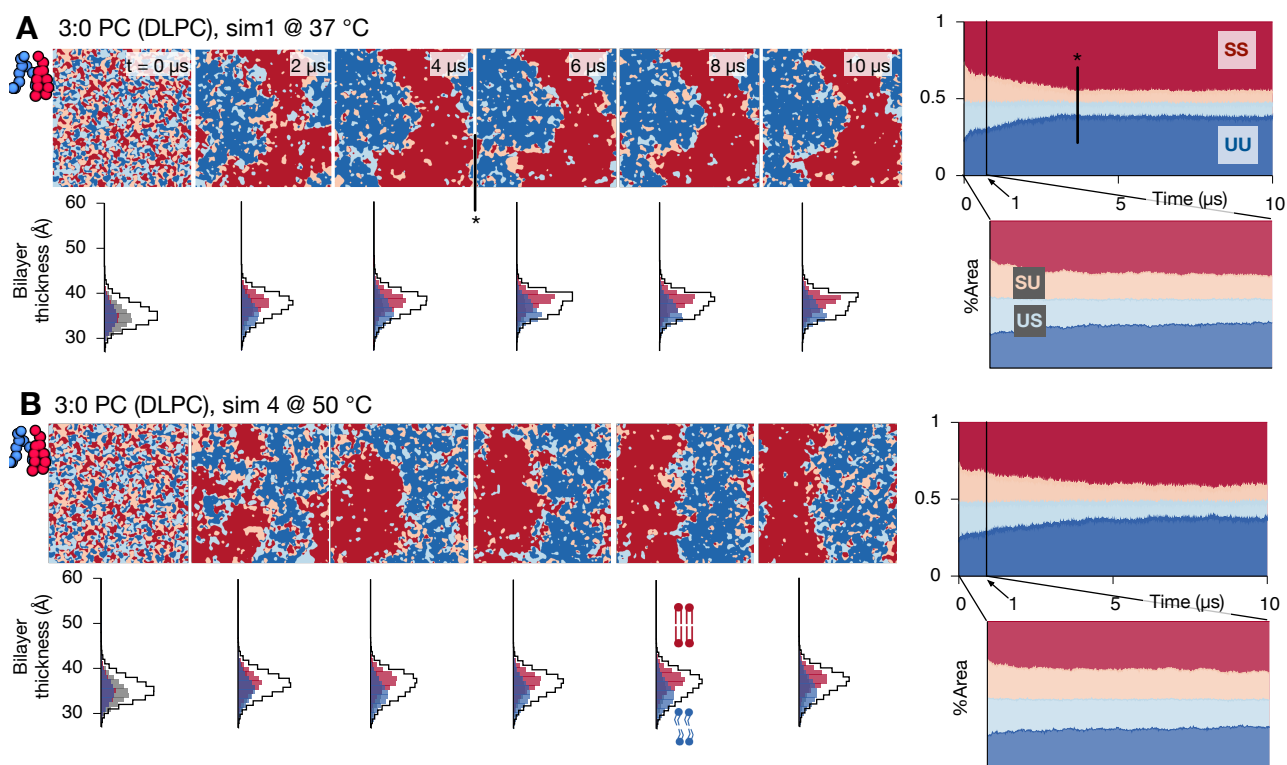 A 3:0 PC (DLPC), sim1 @ 37 °C
t = 0 µs 2 µs 4 µs 6 µs 8 µs 10 µs
*
60
50
40
30
Bilayer
thickness (Å)
1
0.5
0
SS
*
UU
0 1 5 10
Time (µs)
SU
US
%Area
B 3:0 PC (DLPC), sim 4 @ 50 °C
60
50
40
30
Bilayer
thickness (Å)
1
0.5
0
0 1 5 10
Time (µs)
%Area